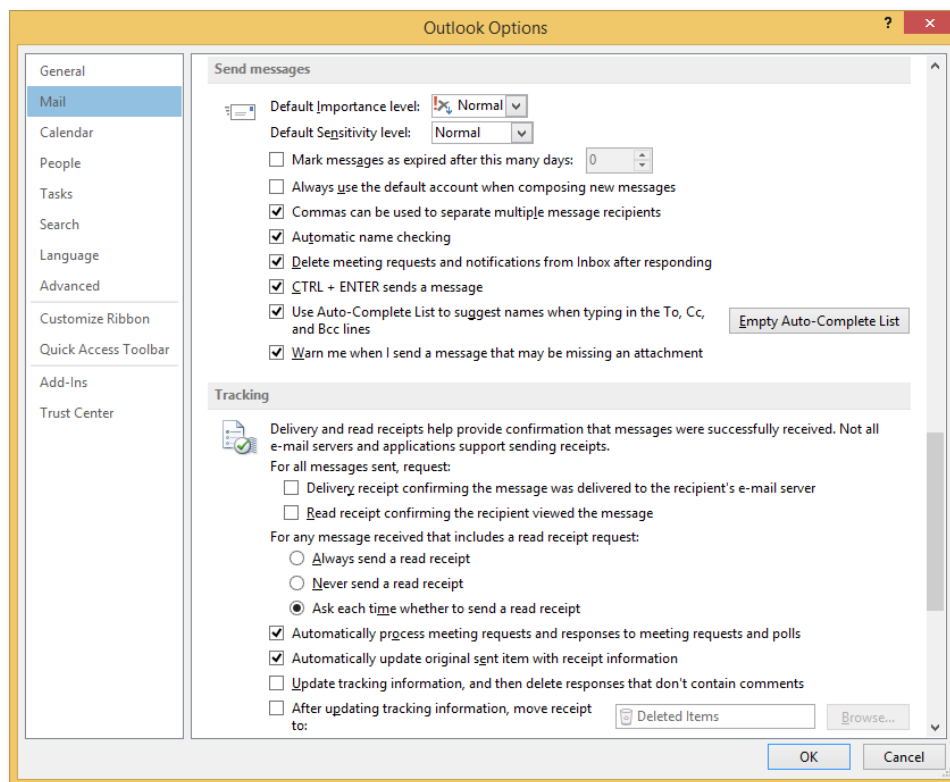 Outlook Options
?
General
Mail
Calendar
People
Tasks
Search
Language
Advanced
Customize Ribbon
Quick Access Toolbar
Add-Ins
Trust Center
Send messages
Default Importance level: Normal
Default Sensitivity level: Normal
Mark messages as expired after this many days: 0
Always use the default account when composing new messages
Commas can be used to separate multiple message recipients
Automatic name checking
Delete meeting requests and notifications from Inbox after responding
CTRL + ENTER sends a message
Use Auto-Complete List to suggest names when typing in the To, Cc,
and Bcc lines
Empty Auto-Complete List
Warn me when I send a message that may be missing an attachment
Tracking
Delivery and read receipts help provide confirmation that messages were successfully received. Not all
e-mail servers and applications support sending receipts.
For all messages sent, request:
Delivery receipt confirming the message was delivered to the recipient's e-mail server
Read receipt confirming the recipient viewed the message
For any message received that includes a read receipt request:
Always send a read receipt
Never send a read receipt
Ask each time whether to send a read receipt
Automatically process meeting requests and responses to meeting requests and polls
Automatically update original sent item with receipt information
Update tracking information, and then delete responses that don't contain comments
After updating tracking information, move receipt
to:
Deleted Items
Browse...
OK
Cancel